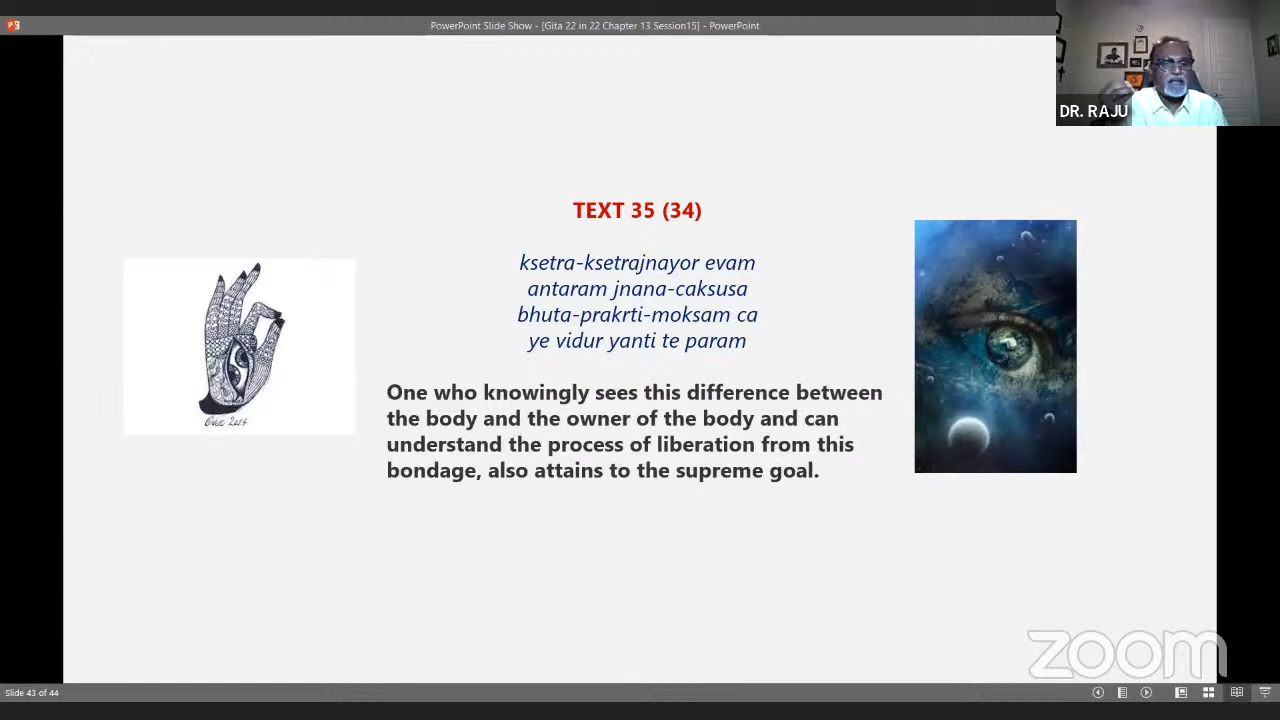 PowerPoint Slide Show - [Gita 22 in 22 Chapter 13 Session15] - PowerPoint
DR. RAJU
TEXT 35 (34)
ksetra-ksetrajnayor evam
antaram jnana-caksusa
bhuta-prakrti-moksam ca
ye vidur yanti te param
One who knowingly sees this difference between
the body and the owner of the body and can
understand the process of liberation from this
bondage, also attains to the supreme goal.
zoom
Slide 43 of 44